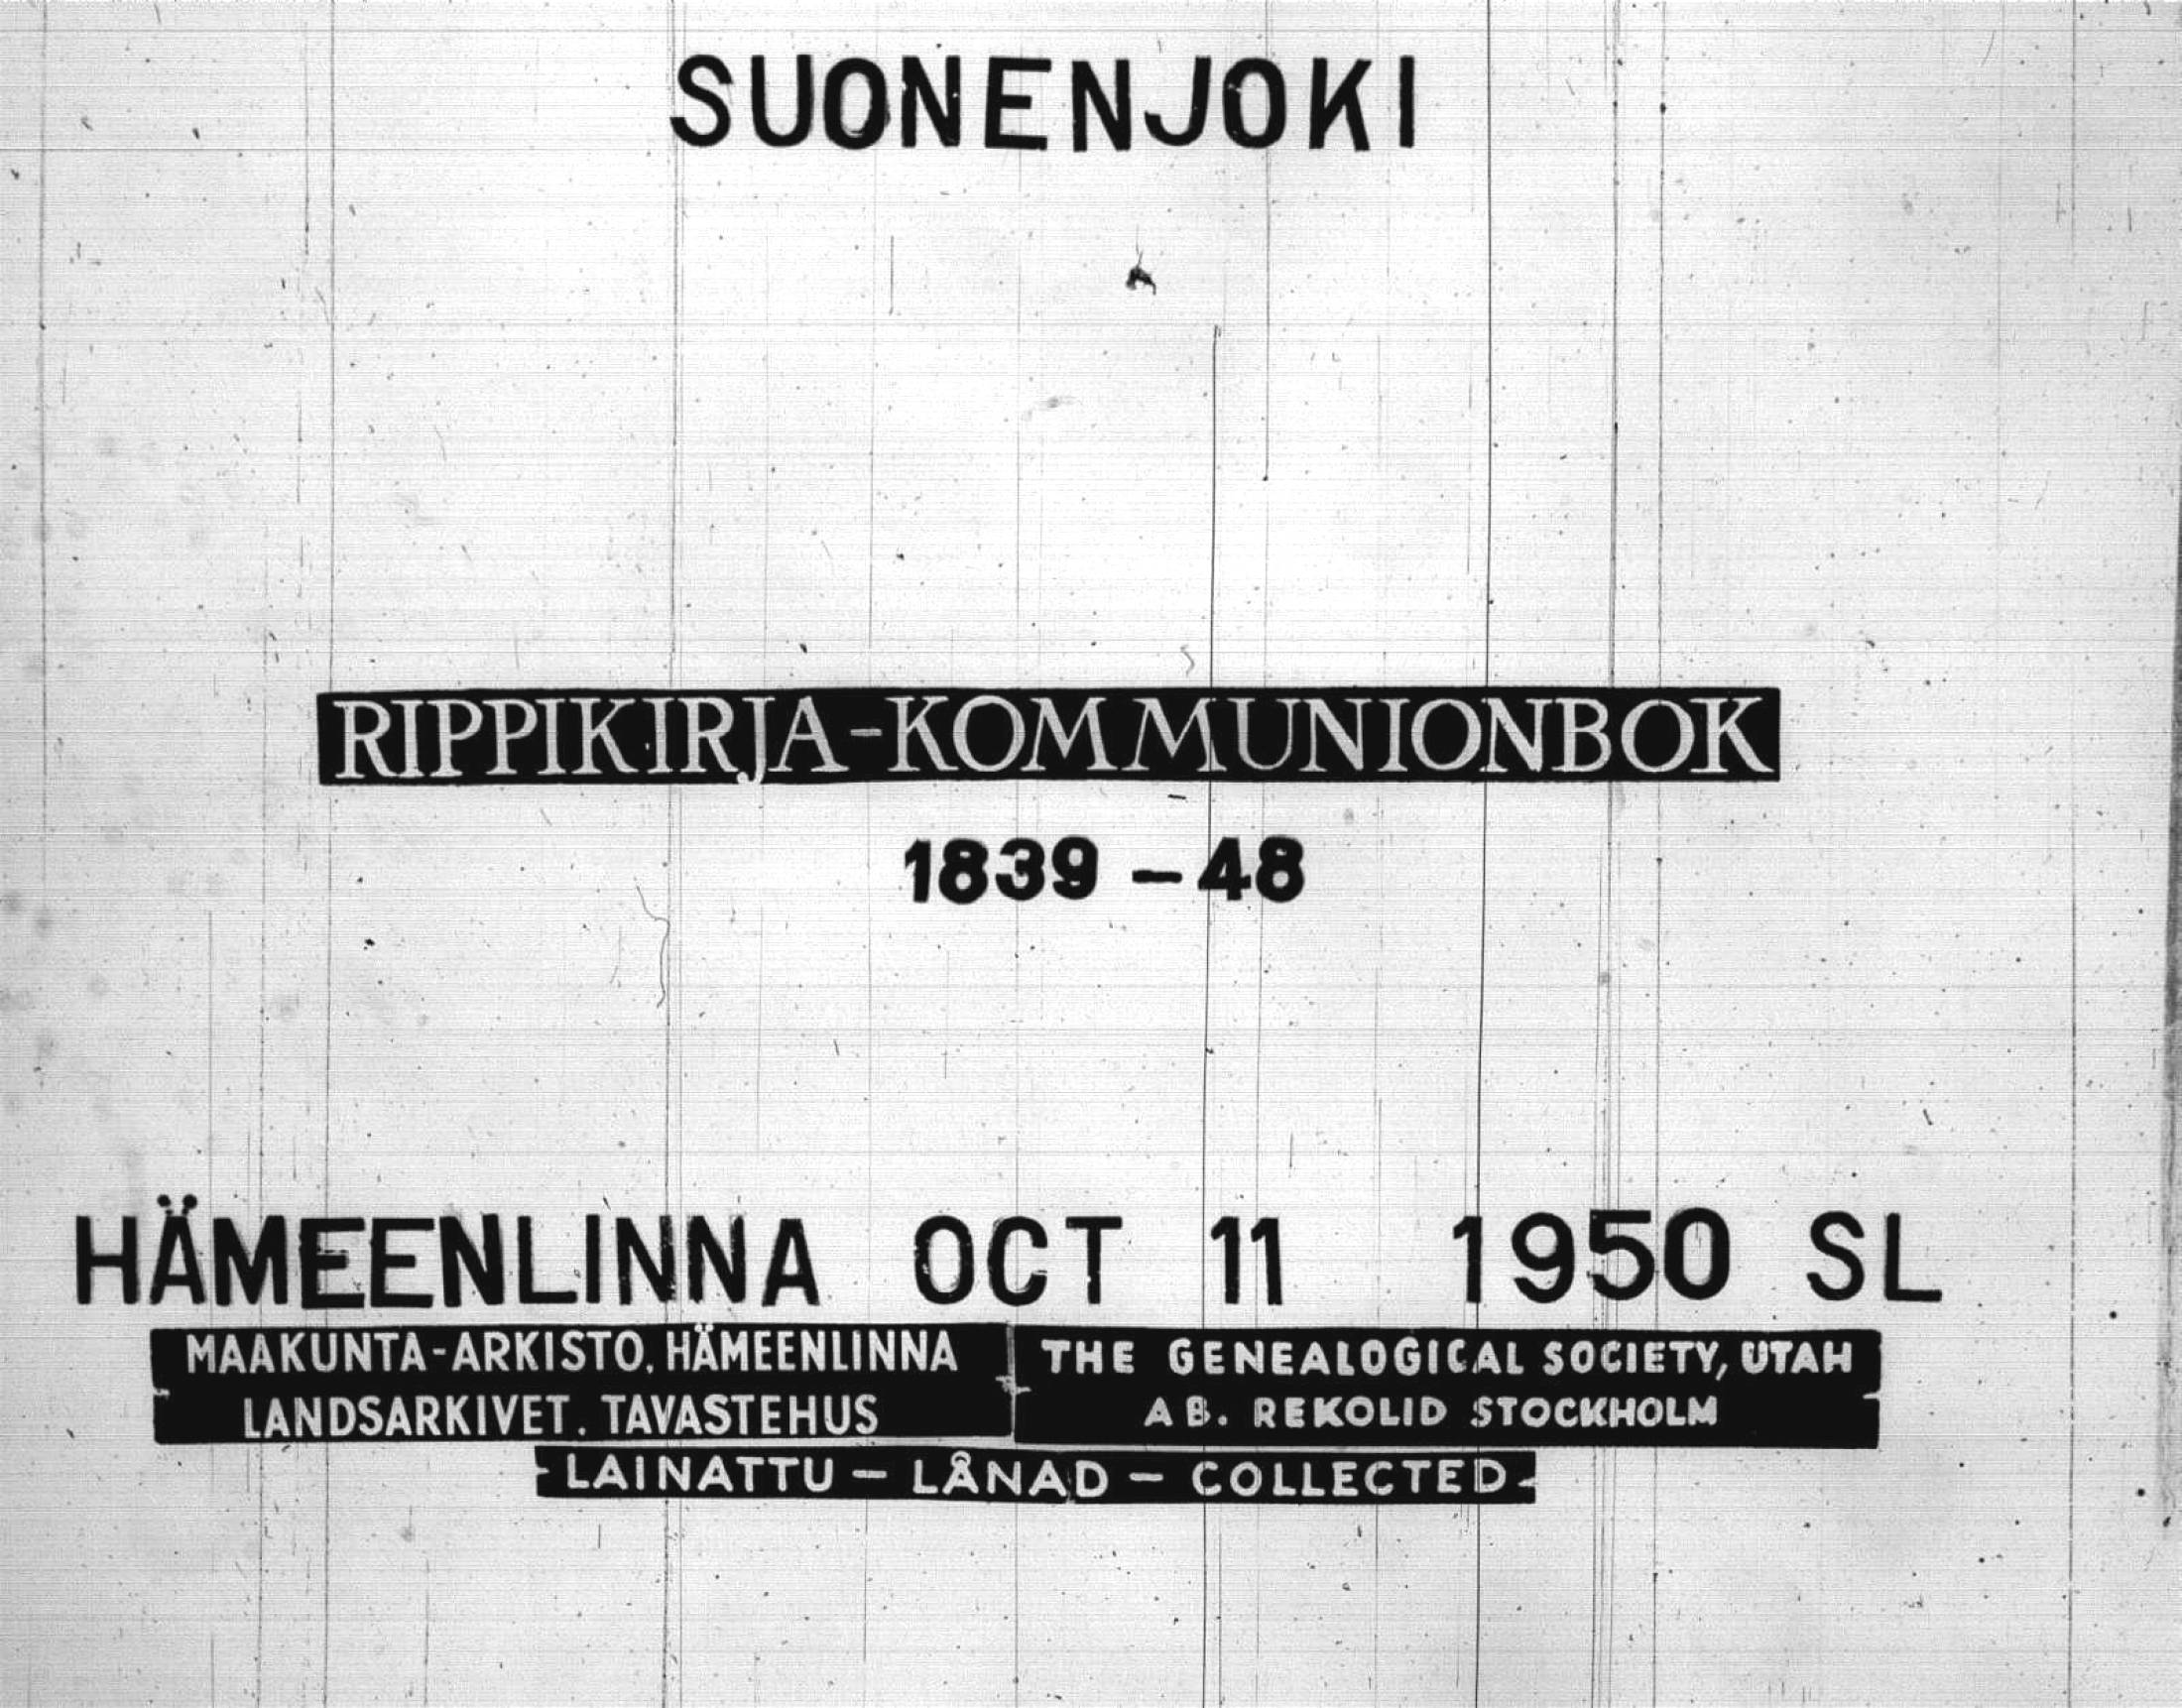 SUONENJOKI
RIPPIKIRJA-KOMMUNIONBOK
1839 – 48
HÄMEENLINNA OCT 11 1950 SL
MAAKUNTA-ARKISTO, HÄMEENLINNA
LANDSARKIVET. TAVASTEHUS
THE GENEALOGICAL SOCIETY, UTAH
AB. REKOLID STOCKHOLM
LAINATTU – LÅNAD – COLLECTED